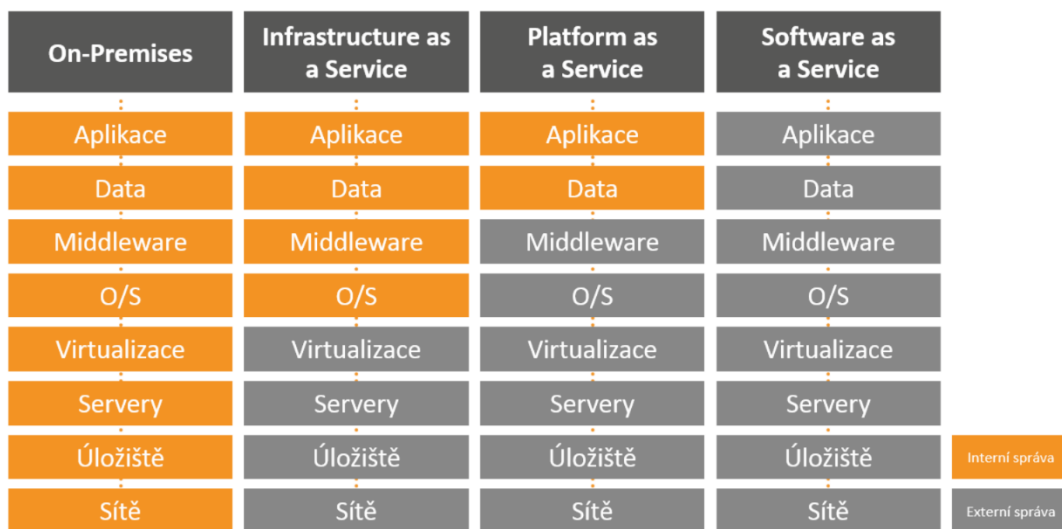 On-Premises
Infrastructure as
a Service
Platform as
a Service
Software as
a Service
Aplikace
Aplikace
Aplikace
Aplikace
Data
Data
Data
Data
Middleware
Middleware
Middleware
Middleware
O/S
O/S
O/S
O/S
Virtualizace
Virtualizace
Virtualizace
Virtualizace
Servery
Servery
Servery
Servery
Úložiště
Úložiště
Úložiště
Úložiště
Interní správa
Sítě
Sítě
Sítě
Sítě
Externí správa